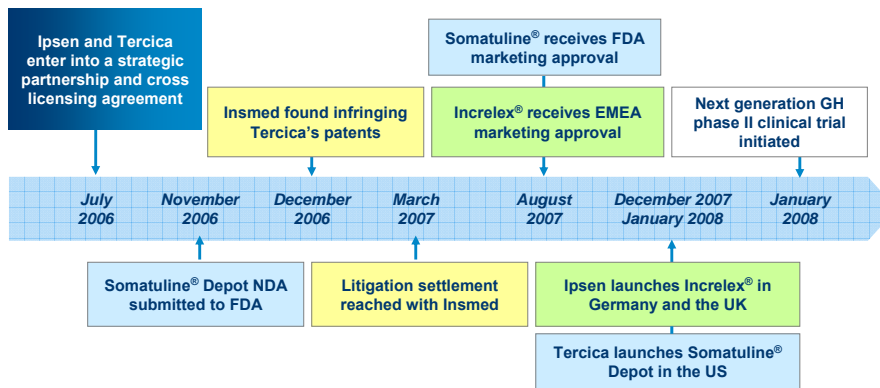 Ipsen and Tercica
enter into a strategic
partnership and cross
licensing agreement
Somatuline® receives FDA
marketing approval
Insmed found infringing
Tercica's patents
Increlex® receives EMEA
marketing approval
Next generation GH
phase II clinical trial
initiated
July
2006
November
2006
December
2006
March
2007
August
2007
December 2007
January 2008
January
2008
Somatuline® Depot NDA
submitted to FDA
Litigation settlement
reached with Insmed
Ipsen launches Increlex® in
Germany and the UK
Tercica launches Somatuline®
Depot in the US